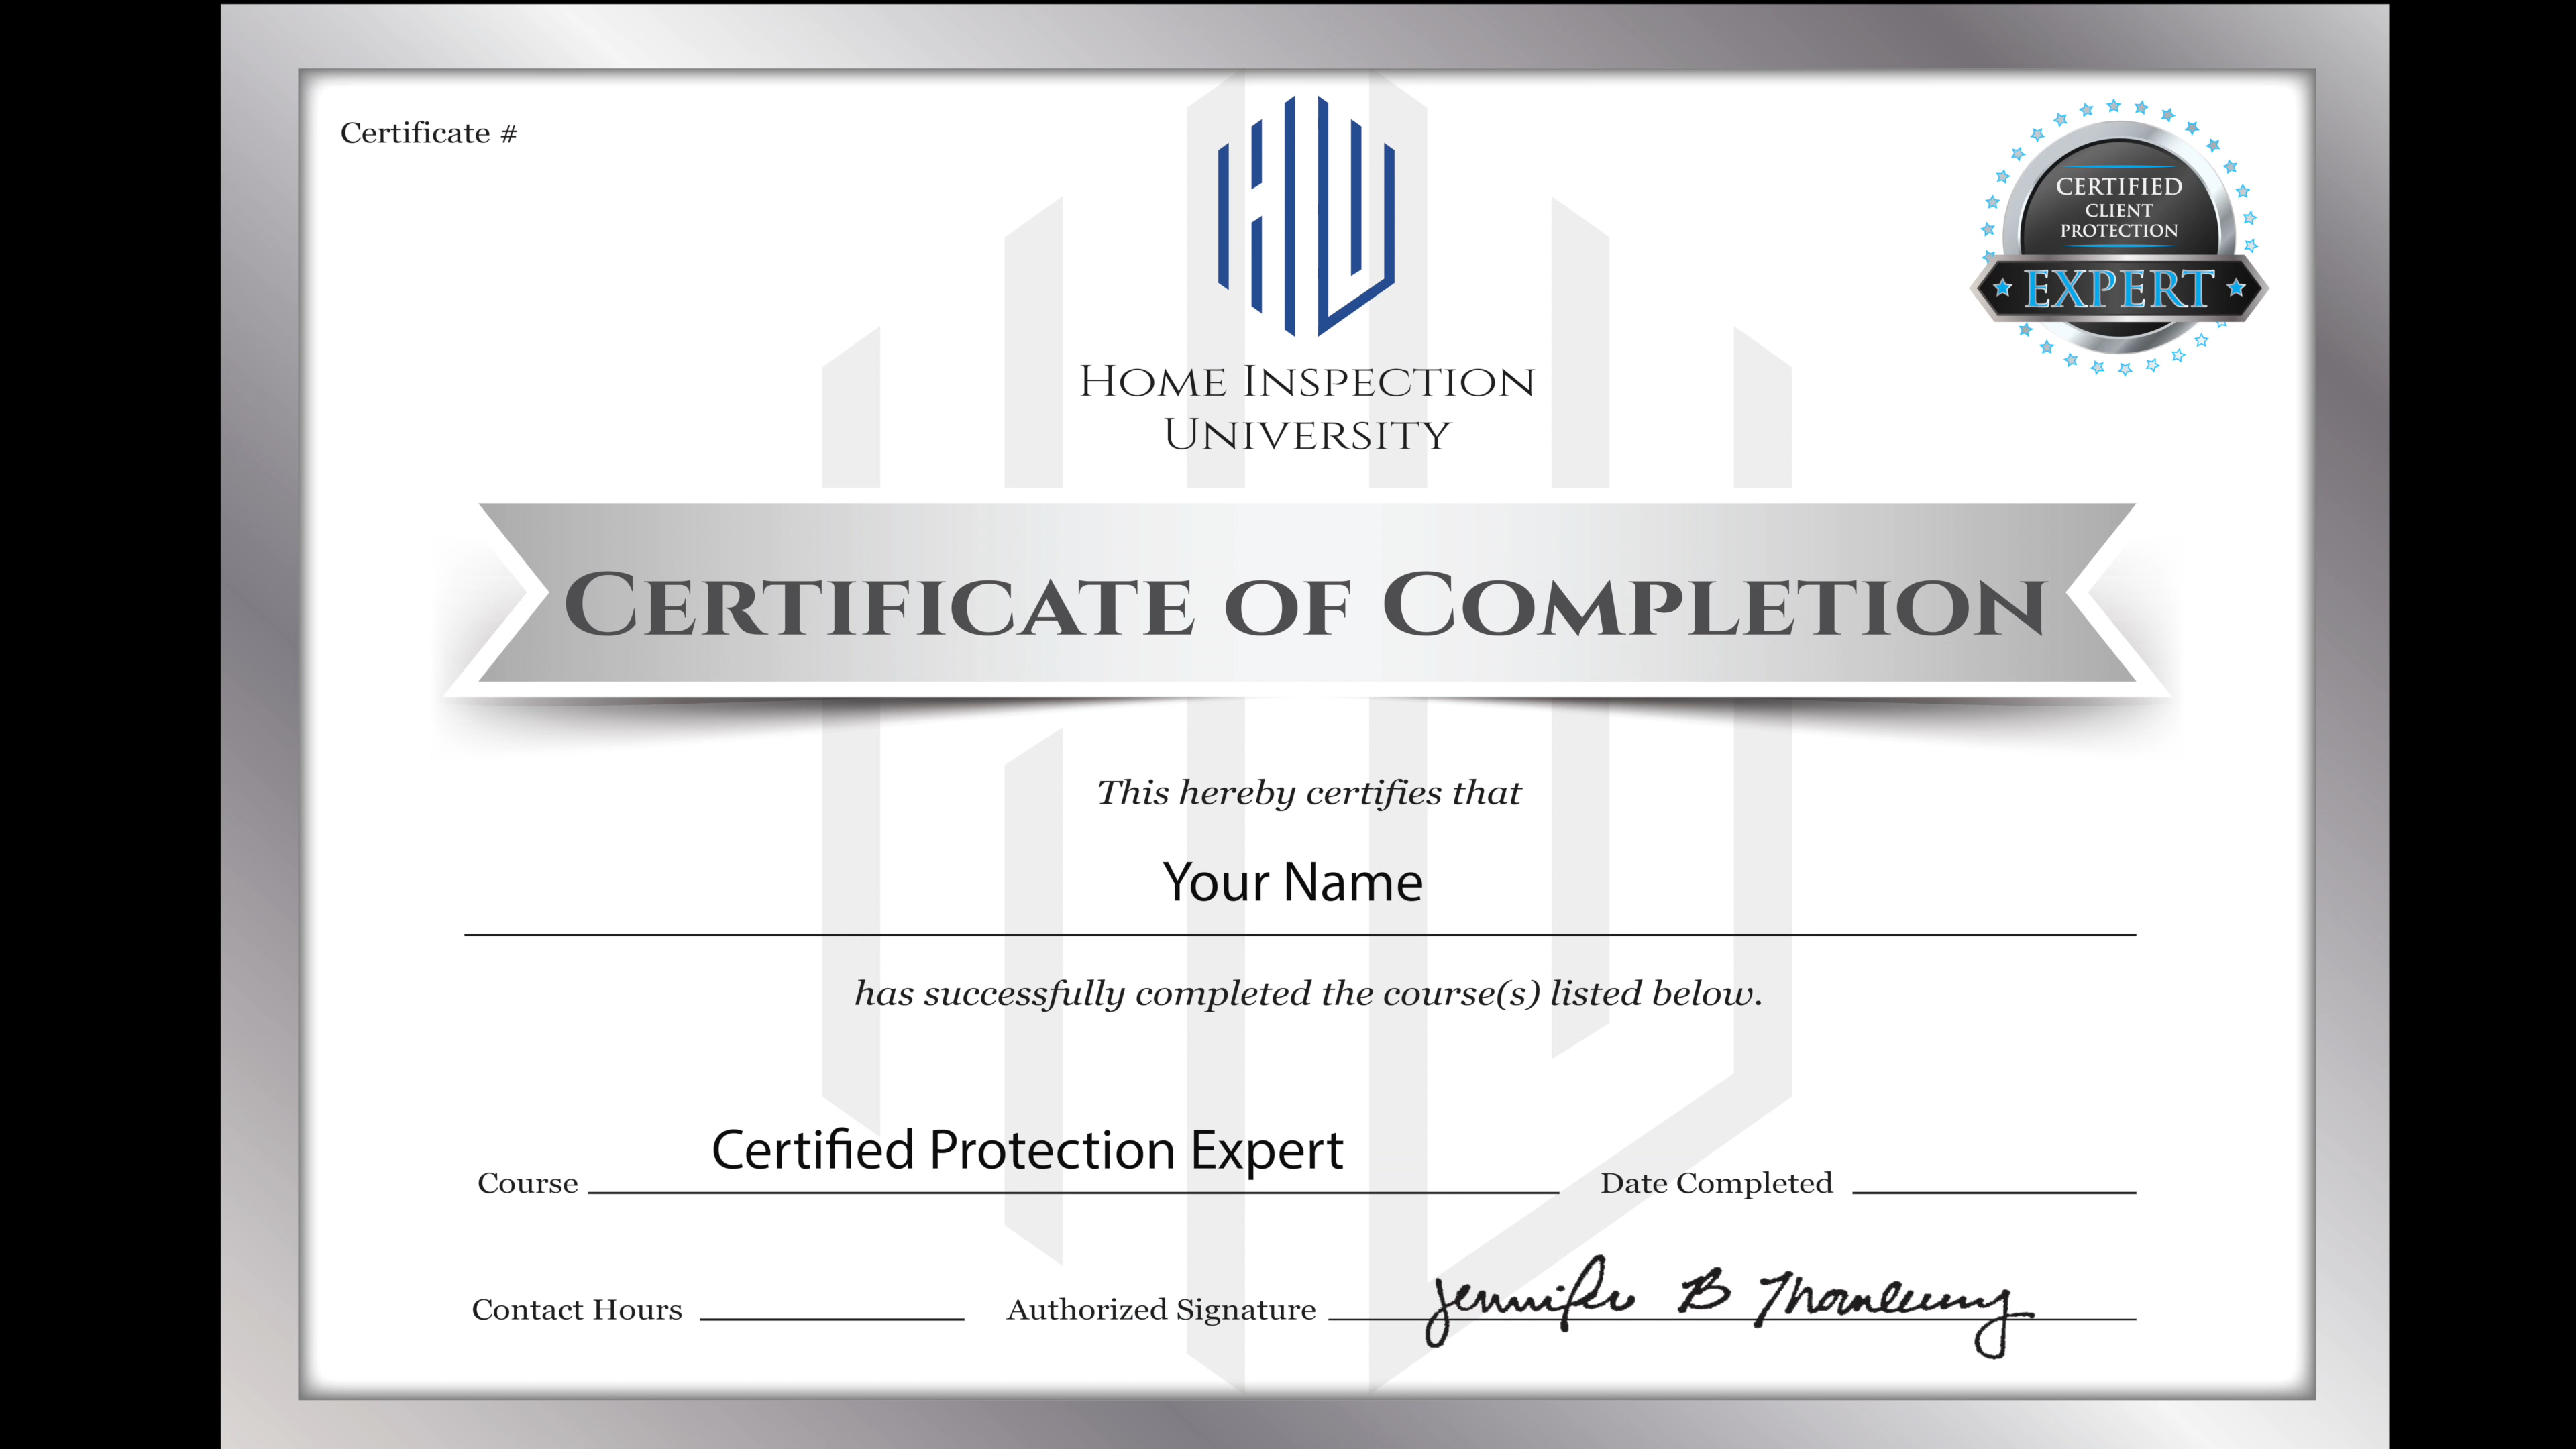 Certificate #
CERTIFIED
CLIENT
PROTECTION
EXPERT
HOME INSPECTION
UNIVERSITY
CERTIFICATE OF COMPLETION
This hereby certifies that
Your Name
has successfully completed the course(s) listed below.
Certified Protection Expert
Course
Date Completed
Contact Hours
Authorized Signature
Jennifer B